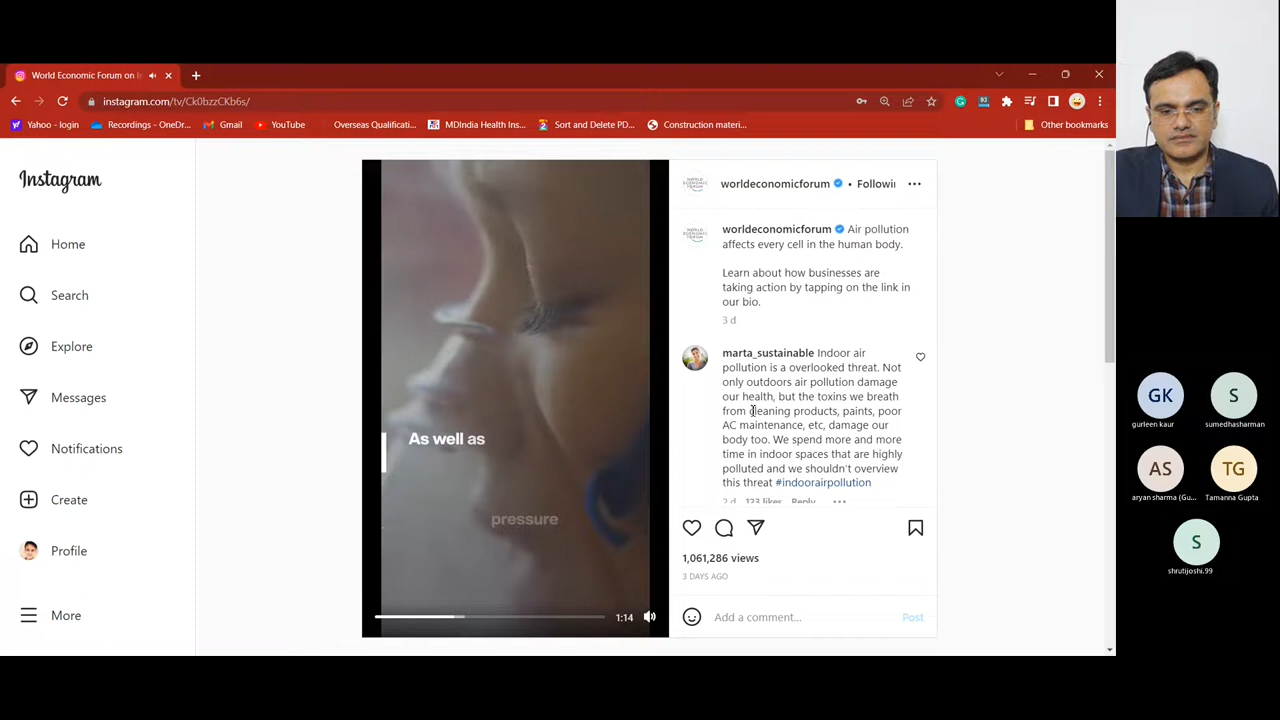 World Economic Forum on I
instagram.com/tv/Ck0bzzCKb6s/
Yahoo - login
Recordings - OneDr...
Gmail
YouTube
Overseas Qualificati...
MDIndia Health Ins...
Sort and Delete PD...
Construction materi...
Other bookmarks
Instagram
Home
Search
Explore
Messages
Notifications
Create
Profile
More
As well as
pressure
1:14
worldeconomicforum • Followi
worldeconomicforum Air pollution
affects every cell in the human body.
Learn about how businesses are
taking action by tapping on the link in
our bio.
3 d
marta_sustainable Indoor air
pollution is a overlooked threat. Not
only outdoors air pollution damage
our health, but the toxins we breath
from cleaning products, paints, poor
AC maintenance, etc, damage our
body too. We spend more and more
time in indoor spaces that are highly
polluted and we shouldn't overview
this threat #indoorairpollution
2 d 123 likes Reply
1,061,286 views
3 DAYS AGO
Add a comment... Post
GK
gurleen kaur
S
sumedhasharman
AS
aryan sharma (Gu...
TG
Tamanna Gupta
S
shrutijoshi.99